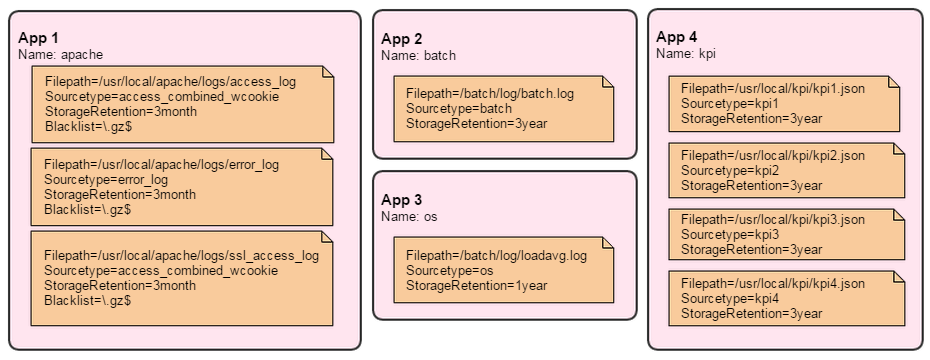 App 1
Name: apache
Filepath=/usr/local/apache/logs/access_log
Sourcetype=access_combined_wcookie
StorageRetention=3month
Blacklist=\.gz$
Filepath=/usr/local/apache/logs/error_log
Sourcetype=error_log
StorageRetention=3month
Blacklist=\.gz$
Filepath=/usr/local/apache/logs/ssl_access_log
Sourcetype=access_combined_wcookie
StorageRetention=3month
Blacklist=\.gz$
App 2
Name: batch
Filepath=/batch/log/batch.log
Sourcetype=batch
StorageRetention=3year
App 3
Name: os
Filepath=/batch/log/loadavg.log
Sourcetype=os
StorageRetention=1year
App 4
Name: kpi
Filepath=/usr/local/kpi/kpi1.json
Sourcetype=kpi1
StorageRetention=3year
Filepath=/usr/local/kpi/kpi2.json
Sourcetype=kpi2
StorageRetention=3year
Filepath=/usr/local/kpi/kpi3.json
Sourcetype=kpi3
StorageRetention=3year
Filepath=/usr/local/kpi/kpi4.json
Sourcetype=kpi4
StorageRetention=3year